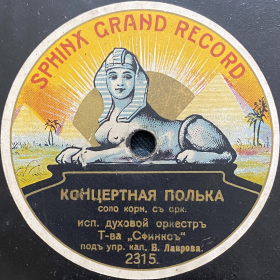 SPHINX GRAND RECORD
КОНЦЕРТНАЯ ПОЛЬКА
соло корн, съ орк.
исп. духовой оркестръ
Т-ва „Сфинксъ"
подъ упр. кап. В. Лаврова.
2315.